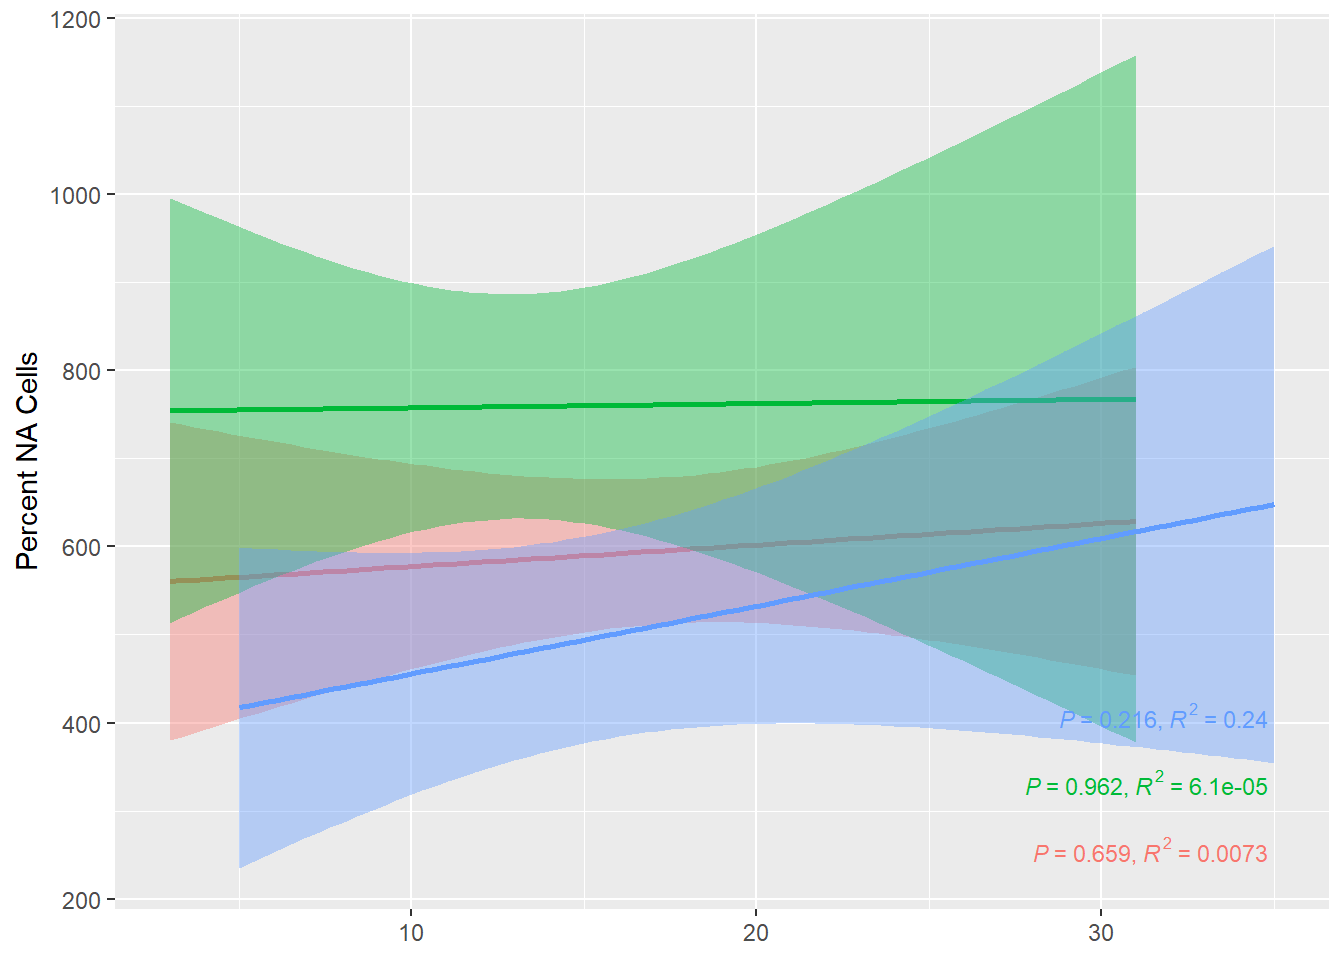 1200
1000
800
600
400
200
Percent NA Cells
P = 0.216, R² = 0.24
P = 0.962, R² = 6.1e-05
P = 0.659, R² = 0.0073
10 20 30